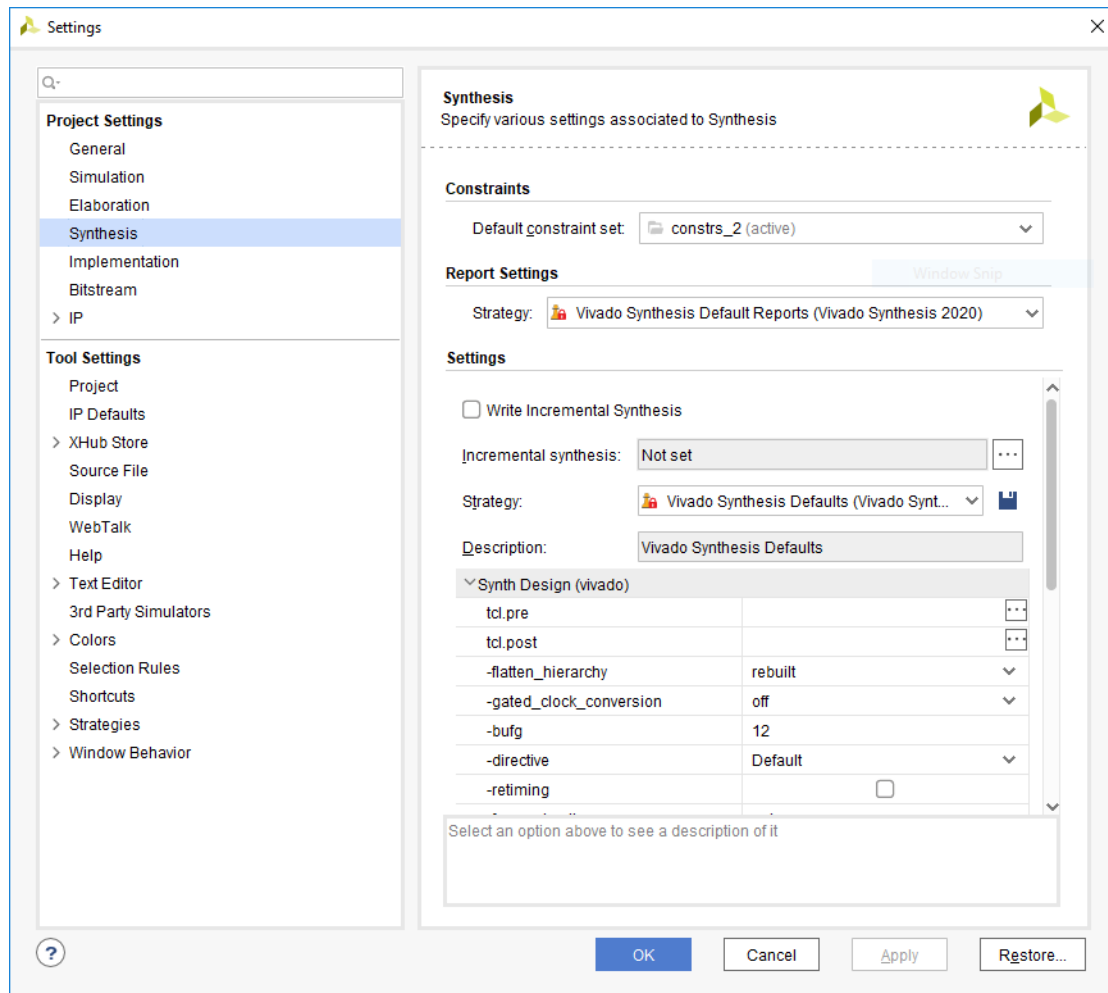 Settings
Project Settings
General
Simulation
Elaboration
Synthesis
Implementation
Bitstream
IP
Tool Settings
Project
IP Defaults
XHub Store
Source File
Display
WebTalk
Help
Text Editor
3rd Party Simulators
Colors
Selection Rules
Shortcuts
Strategies
Window Behavior
Synthesis
Specify various settings associated to Synthesis
Constraints
Default constraint set: constrs_2 (active)
Window Snip
Report Settings
Strategy: Vivado Synthesis Default Reports (Vivado Synthesis 2020)
Settings
Write Incremental Synthesis
Incremental synthesis: Not set ...
Strategy: Vivado Synthesis Defaults (Vivado Synt...
Description: Vivado Synthesis Defaults
Synth Design (vivado)
tcl.pre ...
tcl.post ...
-flatten_hierarchy rebuilt
-gated_clock_conversion off
-bufg 12
-directive Default
-retiming
Select an option above to see a description of it
? OK Cancel Apply Restore...